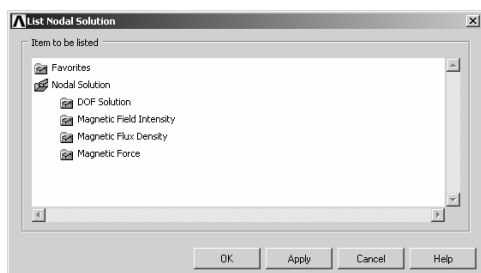 List Nodal Solution
Item to be listed
Favorites
Nodal Solution
DOF Solution
Magnetic Field Intensity
Magnetic Flux Density
Magnetic Force
OK Apply Cancel Help